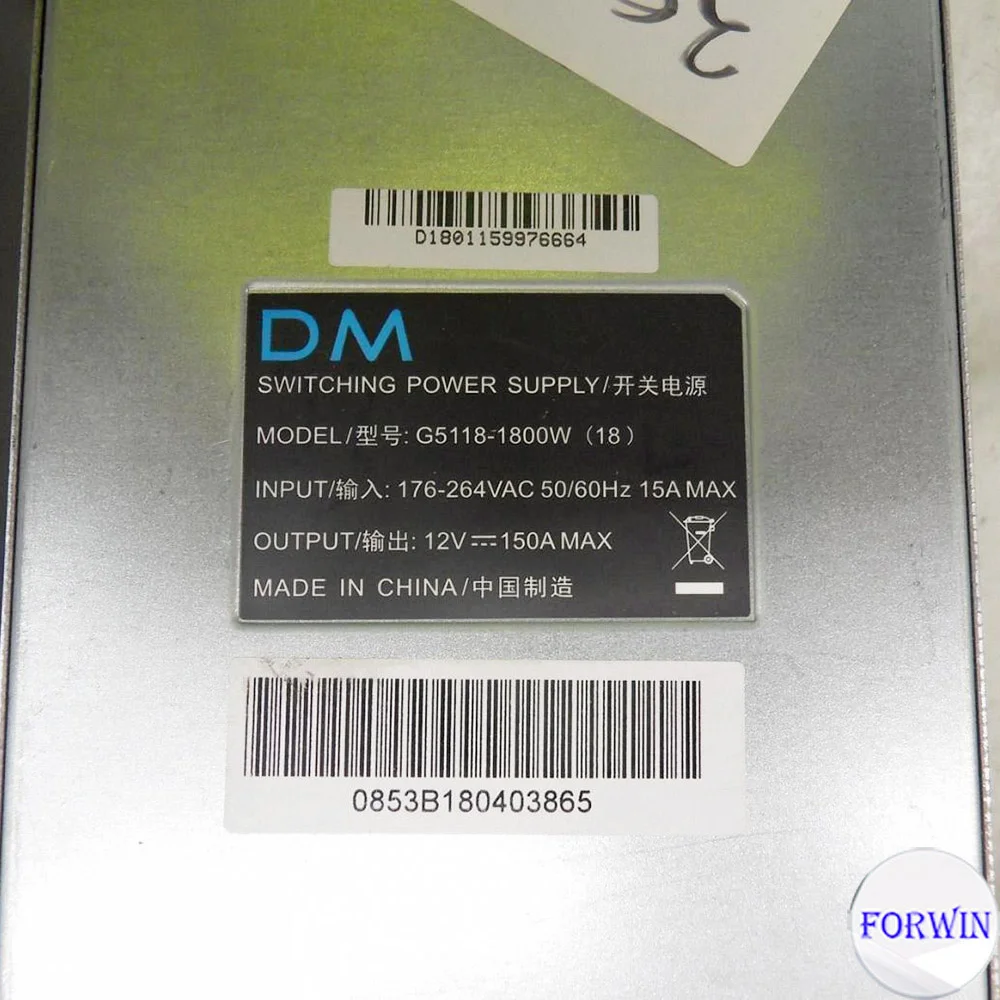 36
D1801159976664
DM
SWITCHING POWER SUPPLY/开关电源
MODEL/型号: G5118-1800W（18）
INPUT/输入: 176-264VAC 50/60Hz 15A MAX
OUTPUT/输出: 12V⎓150A MAX
MADE IN CHINA/中国制造
0853B180403865
FORWIN